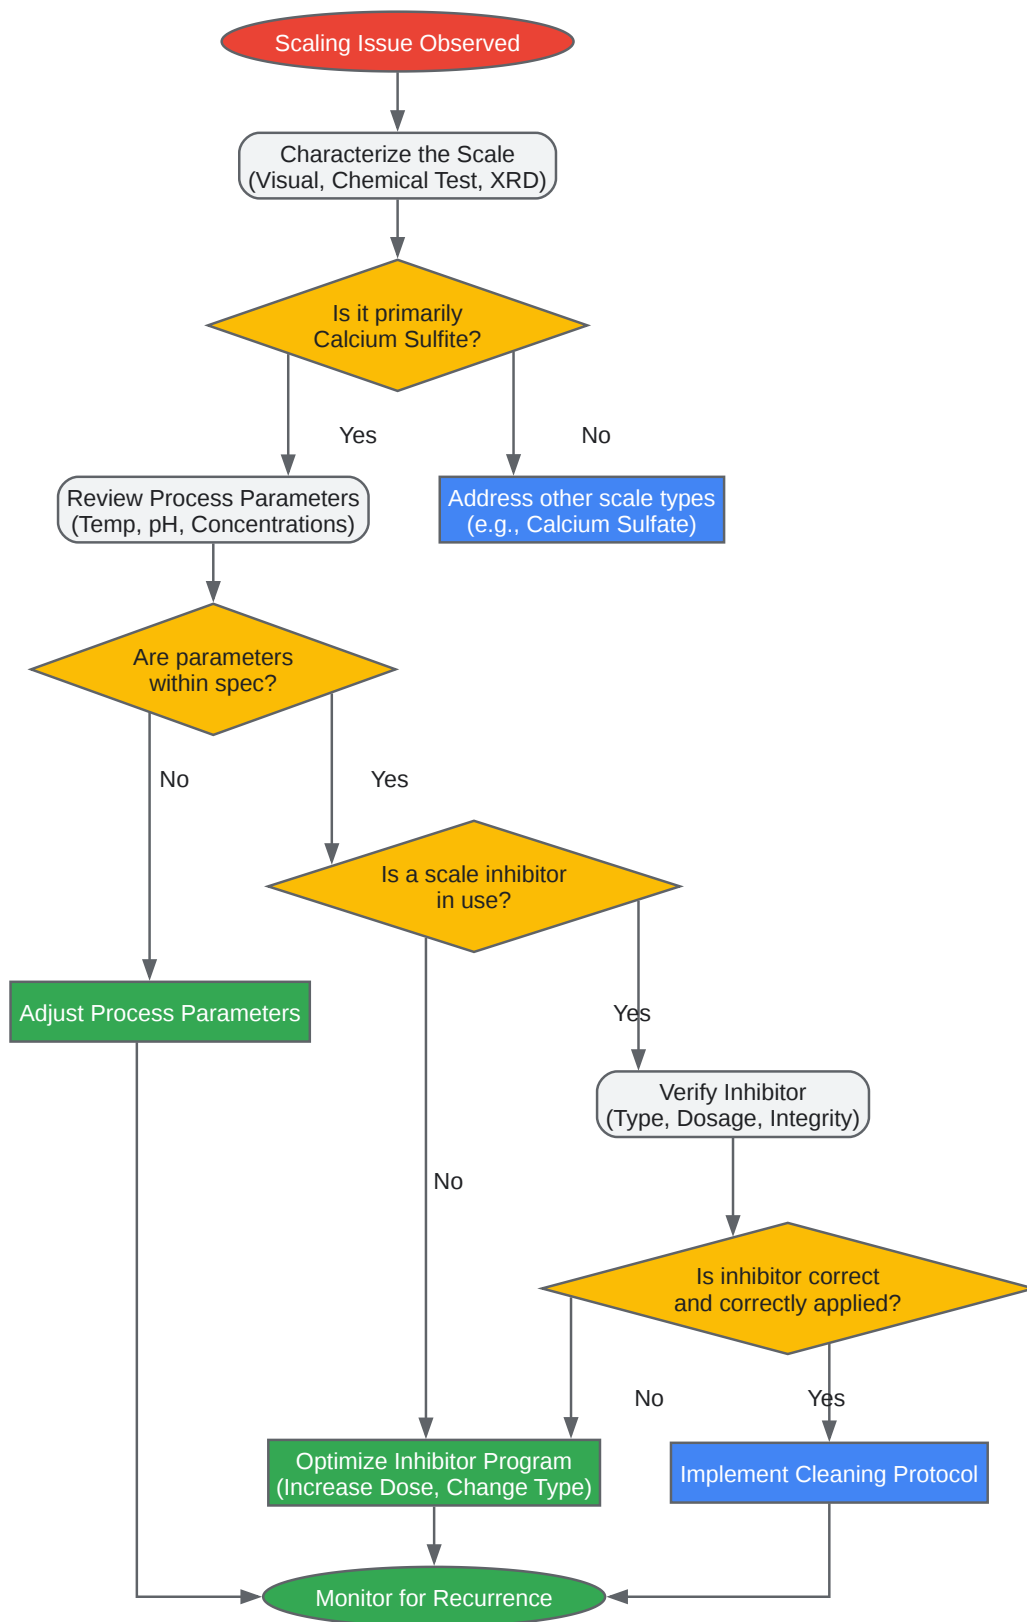 Scaling Issue Observed
Characterize the Scale
(Visual, Chemical Test, XRD)
Is it primarily
Calcium Sulfite?
Yes
No
Review Process Parameters
(Temp, pH, Concentrations)
Address other scale types
(e.g., Calcium Sulfate)
Are parameters
within spec?
No
Yes
Is a scale inhibitor
in use?
Adjust Process Parameters
Yes
Verify Inhibitor
(Type, Dosage, Integrity)
No
Is inhibitor correct
and correctly applied?
No
Yes
Optimize Inhibitor Program
(Increase Dose, Change Type)
Implement Cleaning Protocol
Monitor for Recurrence